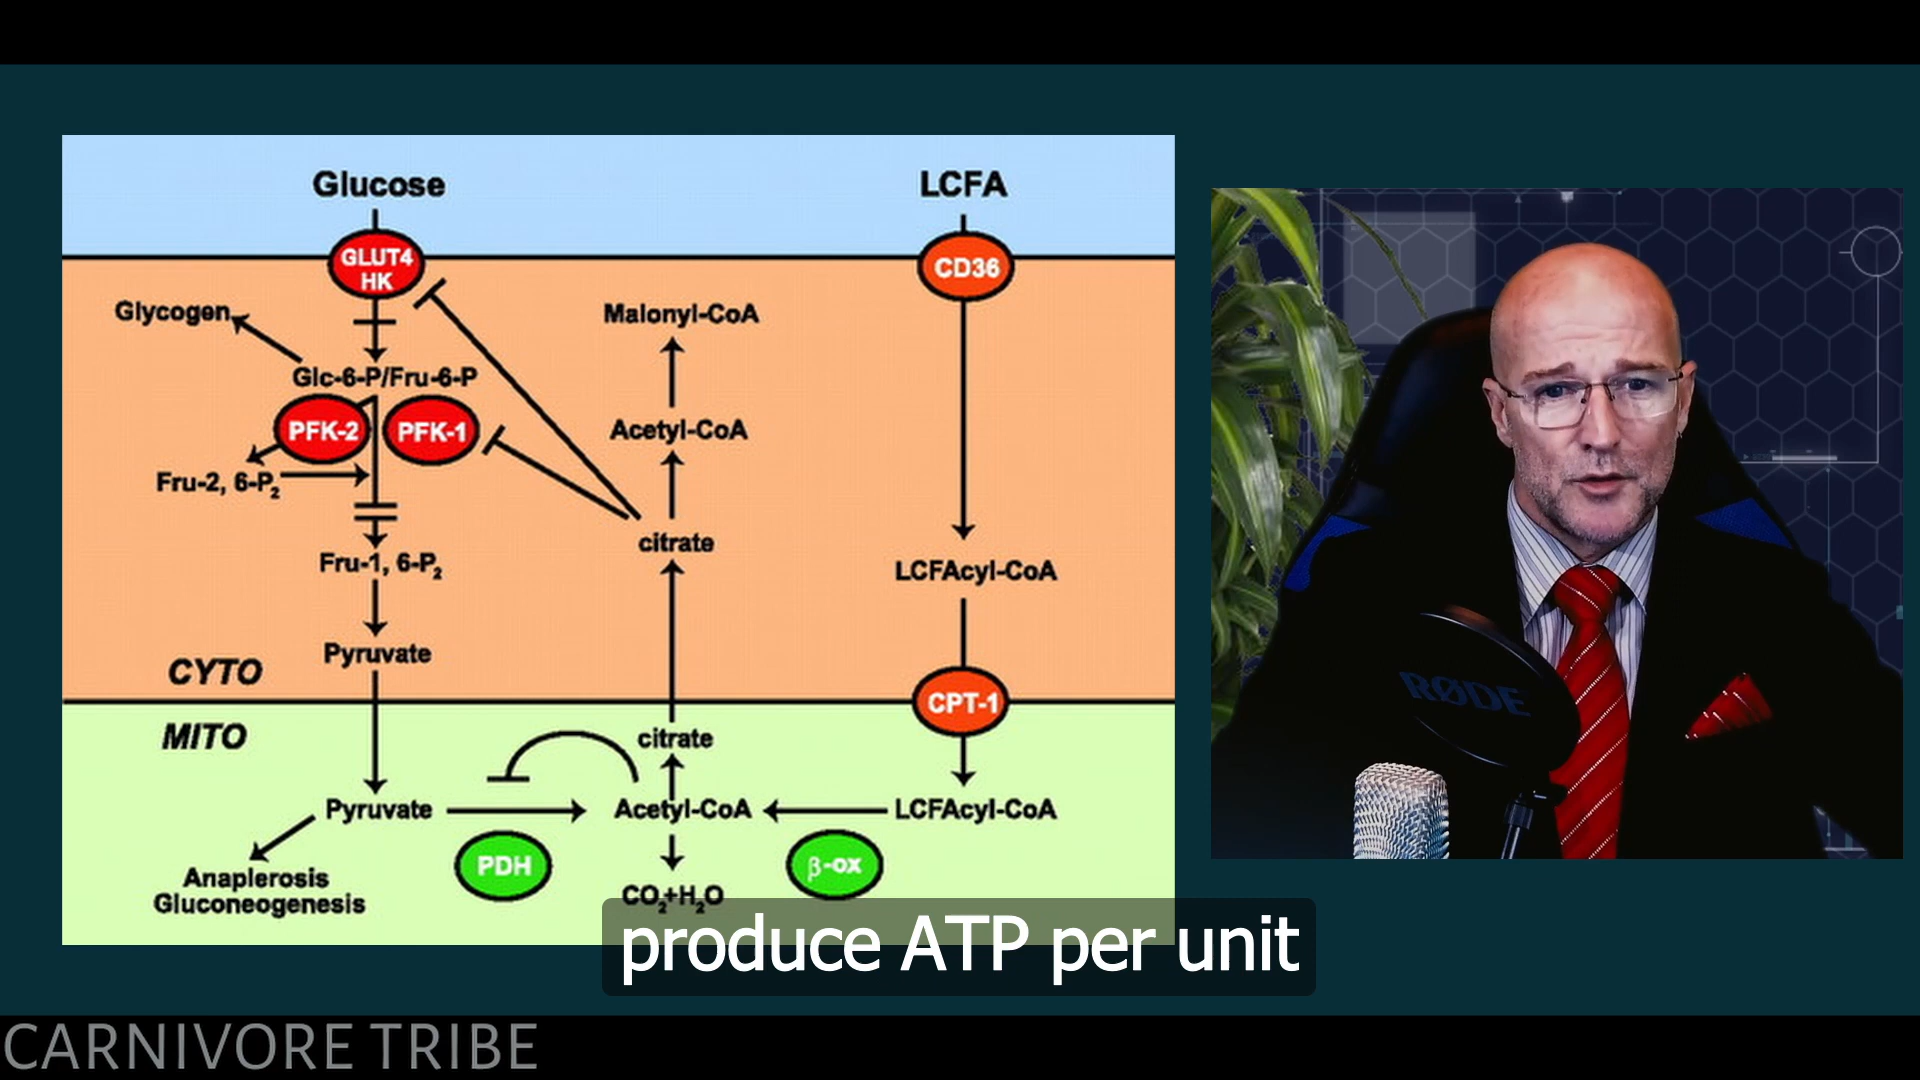 Glucose
LCFA
GLUT4
HK
CD36
Glycogen
Malonyl-CoA
Glc-6-P/Fru-6-P
PFK-2
PFK-1
Acetyl-CoA
Fru-2, 6-P₂
citrate
Fru-1, 6-P₂
LCFAcyl-CoA
Pyruvate
CYTO
CPT-1
MITO
citrate
Pyruvate
Acetyl-CoA
LCFAcyl-CoA
PDH
β-ox
Anaplerosis
Gluconeogenesis
CO₂+H₂O
produce ATP per unit
RØDE
CARNIVORE TRIBE